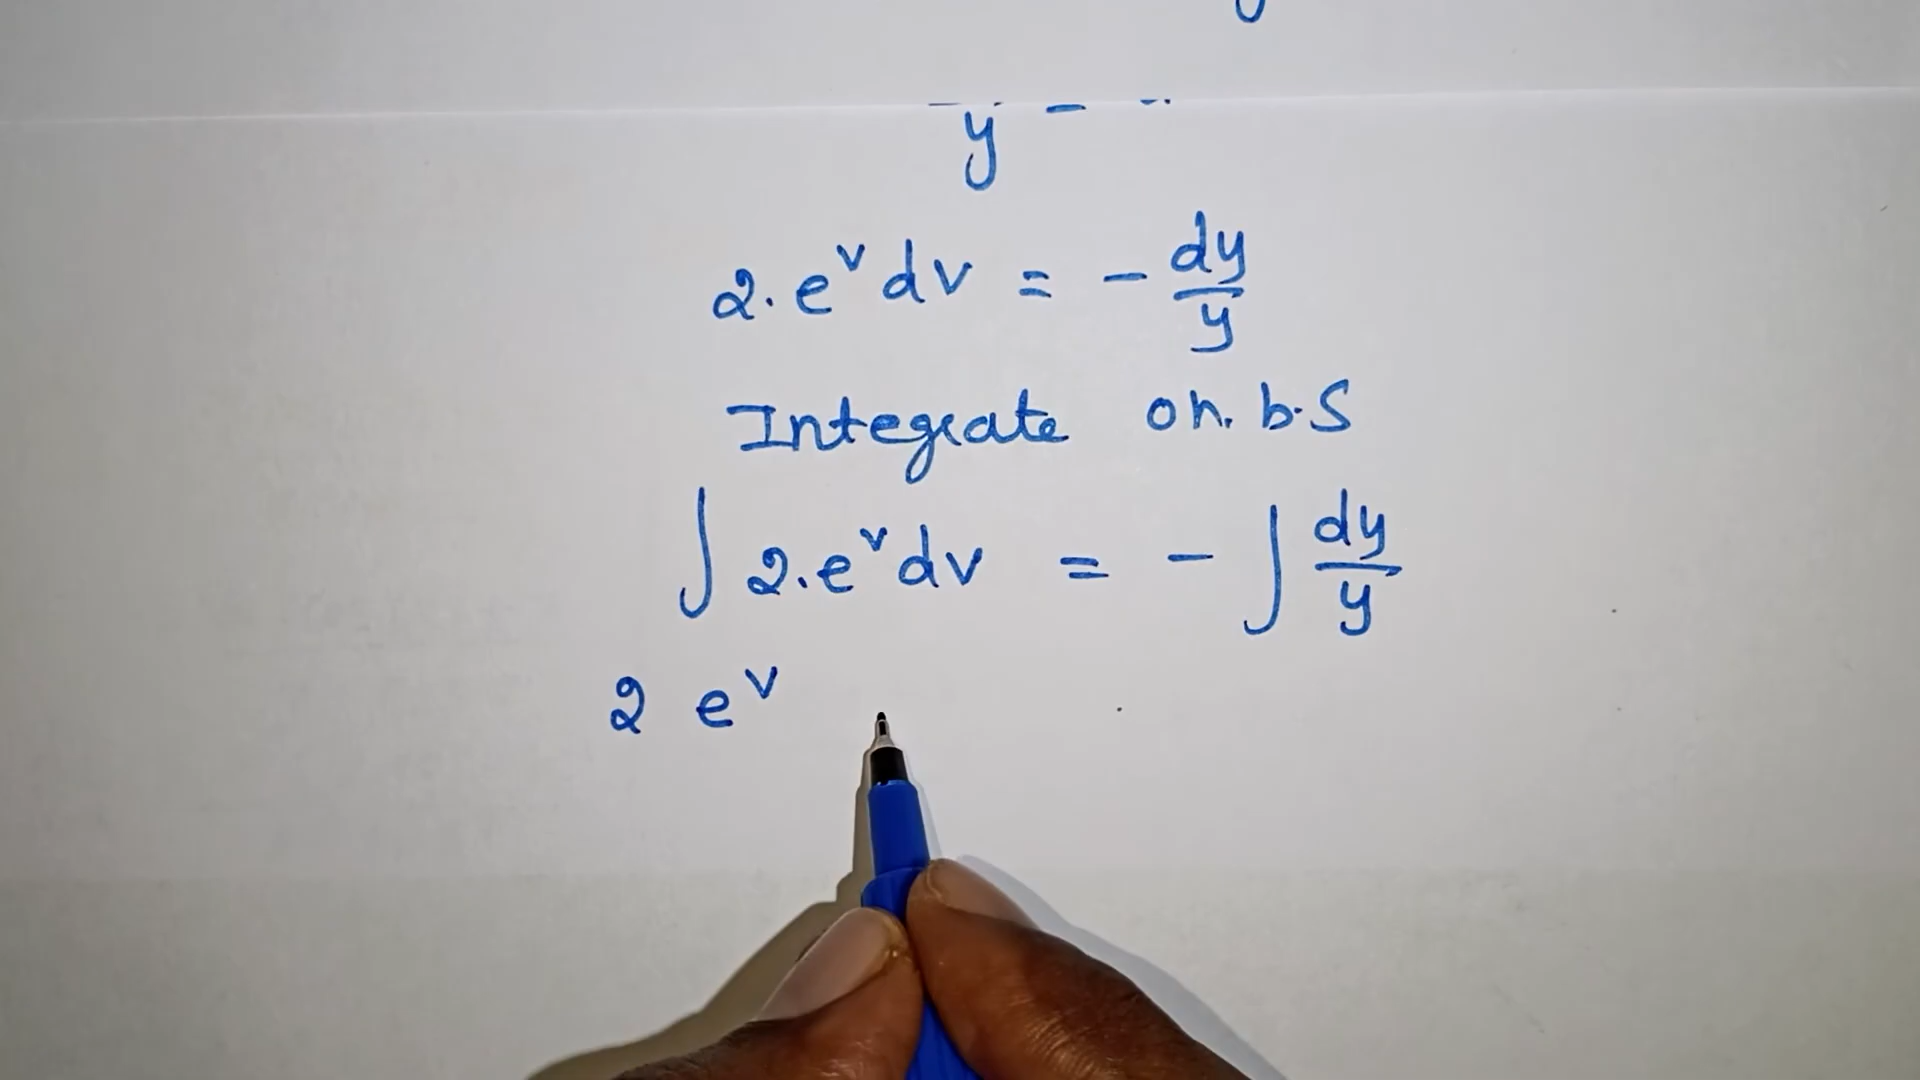 y
2. e^v dv = - dy/y
Integrate on. b.S
∫ 2. e^v dv = - ∫ dy/y
2 e^v